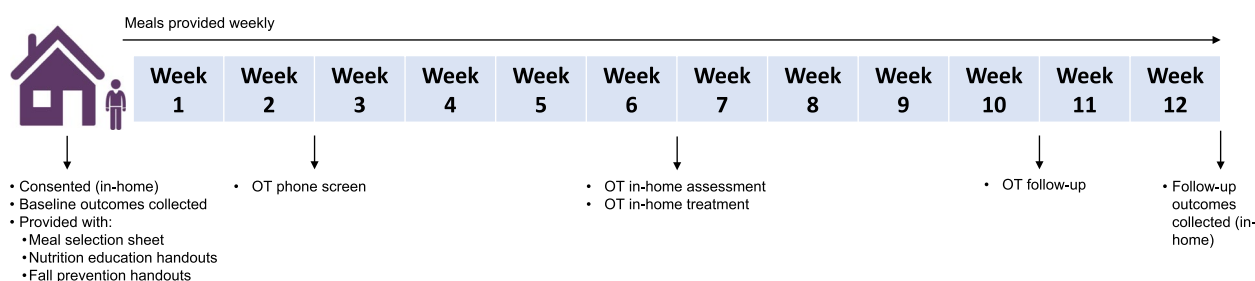 Meals provided weekly
Week 1
Week 2
Week 3
Week 4
Week 5
Week 6
Week 7
Week 8
Week 9
Week 10
Week 11
Week 12
• Consented (in-home)
• Baseline outcomes collected
• Provided with:
• Meal selection sheet
• Nutrition education handouts
• Fall prevention handouts
• OT phone screen
• OT in-home assessment
• OT in-home treatment
• OT follow-up
• Follow-up
outcomes
collected (in-
home)